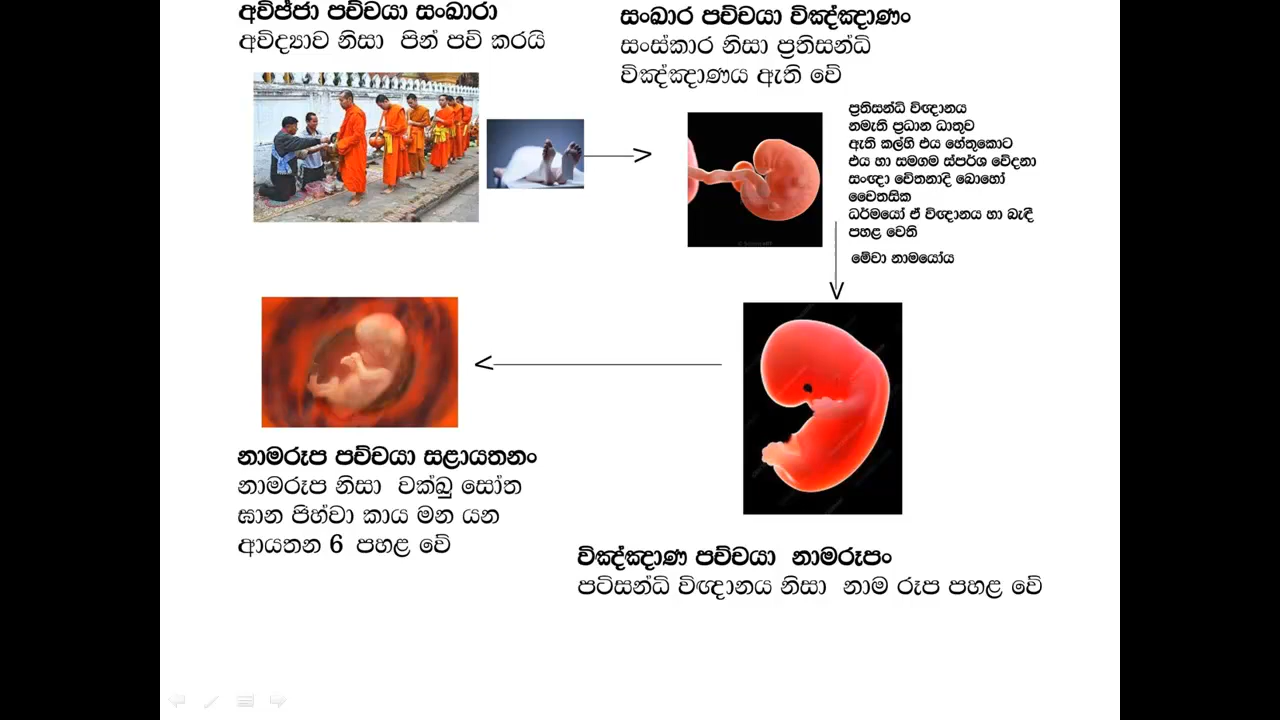 අවිජ්ජා පච්චයා සංඛාරා
අවිද්‍යාව නිසා පින් පව් කරයි
සංඛාර පච්චයා විඤ්ඤාණං
සංස්කාර නිසා ප්‍රතිසන්ධි
විඤ්ඤාණය ඇති වේ
ප්‍රතිසන්ධි විඥානය
නමැති ප්‍රධාන ධාතුව
ඇති කල්හි එය හේතුකොට
එය හා සමගම ස්පර්ශ වේදනා
සංඥා චේතනාදි බොහෝ
චෛතසික
ධර්මයෝ ඒ විඥානය හා බැඳී
පහළ වෙති
මේවා නාමයෝය
නාමරූප පච්චයා සළායතනං
නාමරූප නිසා චක්ඛු සෝත
ඝාන ජිහ්වා කාය මන යන
ආයතන 6 පහළ වේ
විඤ්ඤාණ පච්චයා නාමරූපං
පටිසන්ධි විඥානය නිසා නාම රූප පහළ වේ